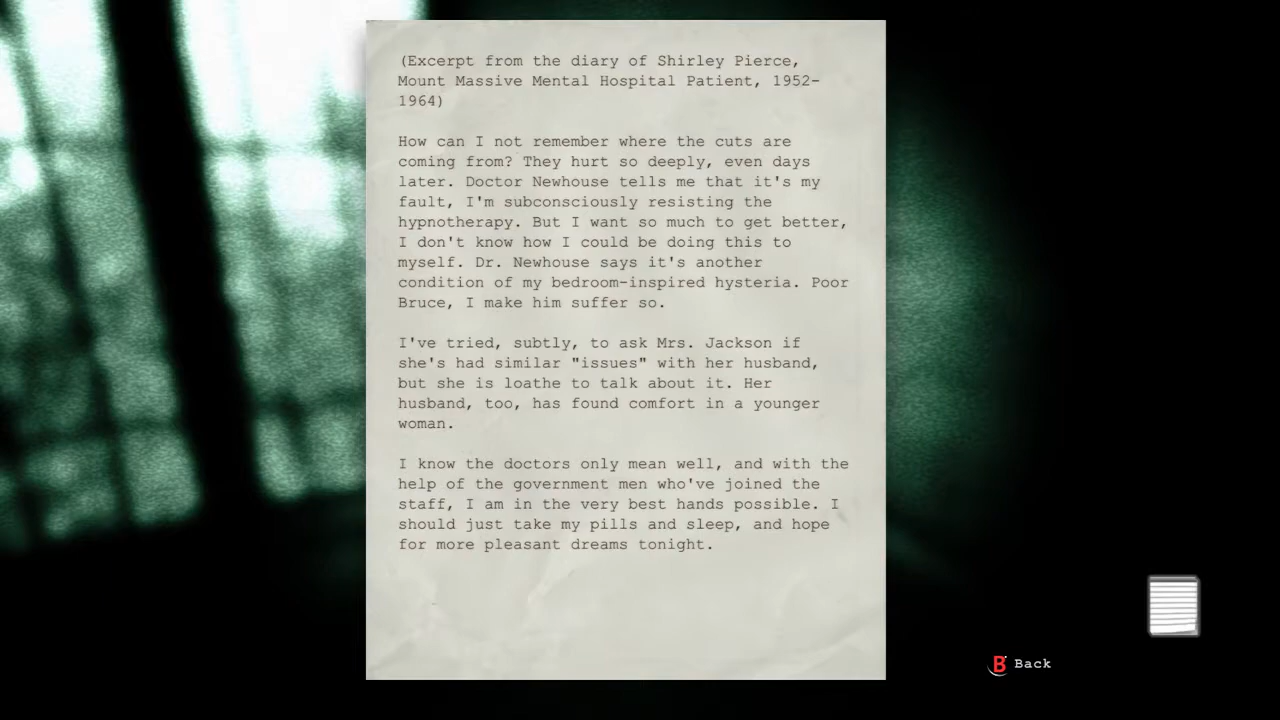 (Excerpt from the diary of Shirley Pierce,
Mount Massive Mental Hospital Patient, 1952-
1964)
How can I not remember where the cuts are
coming from? They hurt so deeply, even days
later. Doctor Newhouse tells me that it's my
fault, I'm subconsciously resisting the
hypnotherapy. But I want so much to get better,
I don't know how I could be doing this to
myself. Dr. Newhouse says it's another
condition of my bedroom-inspired hysteria. Poor
Bruce, I make him suffer so.
I've tried, subtly, to ask Mrs. Jackson if
she's had similar "issues" with her husband,
but she is loathe to talk about it. Her
husband, too, has found comfort in a younger
woman.
I know the doctors only mean well, and with the
help of the government men who've joined the
staff, I am in the very best hands possible. I
should just take my pills and sleep, and hope
for more pleasant dreams tonight.
B Back